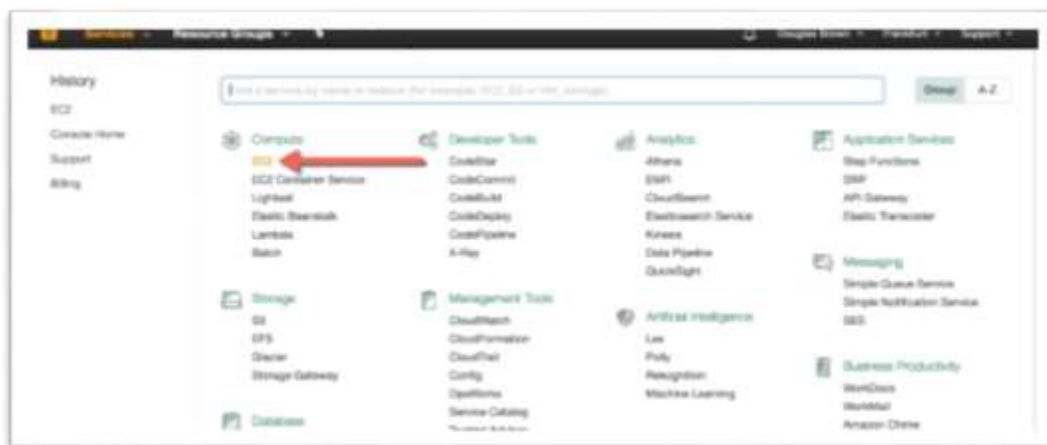 Services Resource Groups Douglas Brown Frankfurt Support
History
EC2
Console Home
Support
Billing
Group A-Z
Compute
EC2
EC2 Container Service
Lightsail
Elastic Beanstalk
Lambda
Batch
Storage
S3
EFS
Glacier
Storage Gateway
Database
Developer Tools
CodeStar
CodeCommit
CodeBuild
CodeDeploy
CodePipeline
X-Ray
Management Tools
CloudWatch
CloudFormation
CloudTrail
Config
OpsWorks
Service Catalog
Analytics
Athena
EMR
CloudSearch
Elasticsearch Service
Kinesis
Data Pipeline
QuickSight
Artificial Intelligence
Lex
Polly
Rekognition
Machine Learning
Application Services
Step Functions
SWF
API Gateway
Elastic Transcoder
Messaging
Simple Queue Service
Simple Notification Service
SES
Business Productivity
WorkDocs
WorkMail
Amazon Chime